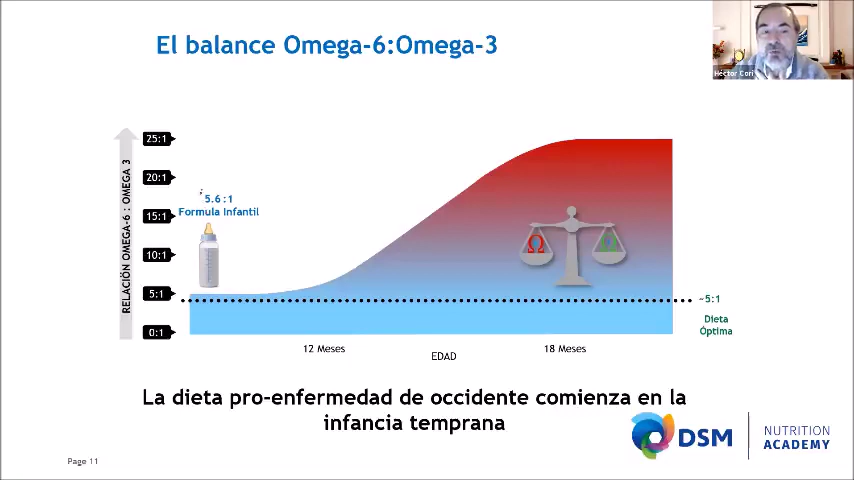 El balance Omega-6:Omega-3
Héctor Cori
RELACIÓN OMEGA-6 : OMEGA 3
25:1
20:1
15:1
10:1
5:1
0:1
5.6 : 1
Formula Infantil
Ω
~5:1
Dieta
Óptima
12 Meses
EDAD
18 Meses
La dieta pro-enfermedad de occidente comienza en la
infancia temprana
DSM
NUTRITION
ACADEMY
Page 11